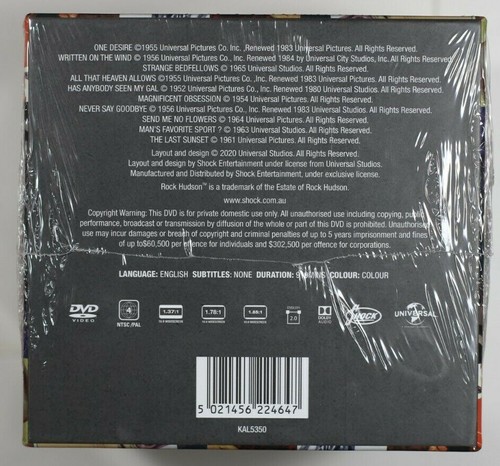 ONE DESIRE ©1955 Universal Pictures Co. Inc. ,Renewed 1983 Universal Pictures. All Rights Reserved.
WRITTEN ON THE WIND © 1956 Universal Pictures Co., Inc. Renewed 1984 by Universal City Studios, Inc. All Rights Reserved.
STRANGE BEDFELLOWS © 1965 Universal Studios. All Rights Reserved.
ALL THAT HEAVEN ALLOWS ©1955 Universal Pictures Co.,Inc. Renewed 1983 Universal Pictures. All Rights Reserved.
HAS ANYBODY SEEN MY GAL © 1952 Universal Pictures Co., Inc. Renewed 1980 Universal Studios. All Rights Reserved.
MAGNIFICENT OBSESSION © 1954 Universal Pictures. All Rights Reserved.
NEVER SAY GOODBYE © 1956 Universal Pictures Co., Inc. Renewed 1983 Universal Pictures. All Rights Reserved.
SEND ME NO FLOWERS © 1964 Universal Pictures. All Rights Reserved.
MAN'S FAVORITE SPORT ? © 1963 Universal Studios. All Rights Reserved.
THE LAST SUNSET © 1961 Universal Pictures. All Rights Reserved.
Layout and design © 2020 Universal Studios. All Rights Reserved.
Layout and design by Shock Entertainment under license from Universal Studios.
Manufactured and Distributed by Shock Entertainment, under exclusive license.
Rock Hudson™ is a trademark of the Estate of Rock Hudson.
www.shock.com.au
Copyright Warning: This DVD is for private domestic use only. All unauthorised use including copying, public
performance, broadcast or transmission by diffusion of the whole or part of this DVD is prohibited. Unauthorised
use may incur damages or breach of copyright and criminal penalties of up to 5 years imprisonment and fines
of up to $60,500 per offence for individuals and $302,500 per offence for corporations.
LANGUAGE: ENGLISH SUBTITLES: NONE DURATION: MINS COLOUR: COLOUR
DVD VIDEO
4 NTSC/PAL
1.37:1
1.78:1
1.85:1
2.0
DOLBY
SHOCK
UNIVERSAL
5 021456 224647
KAL5350